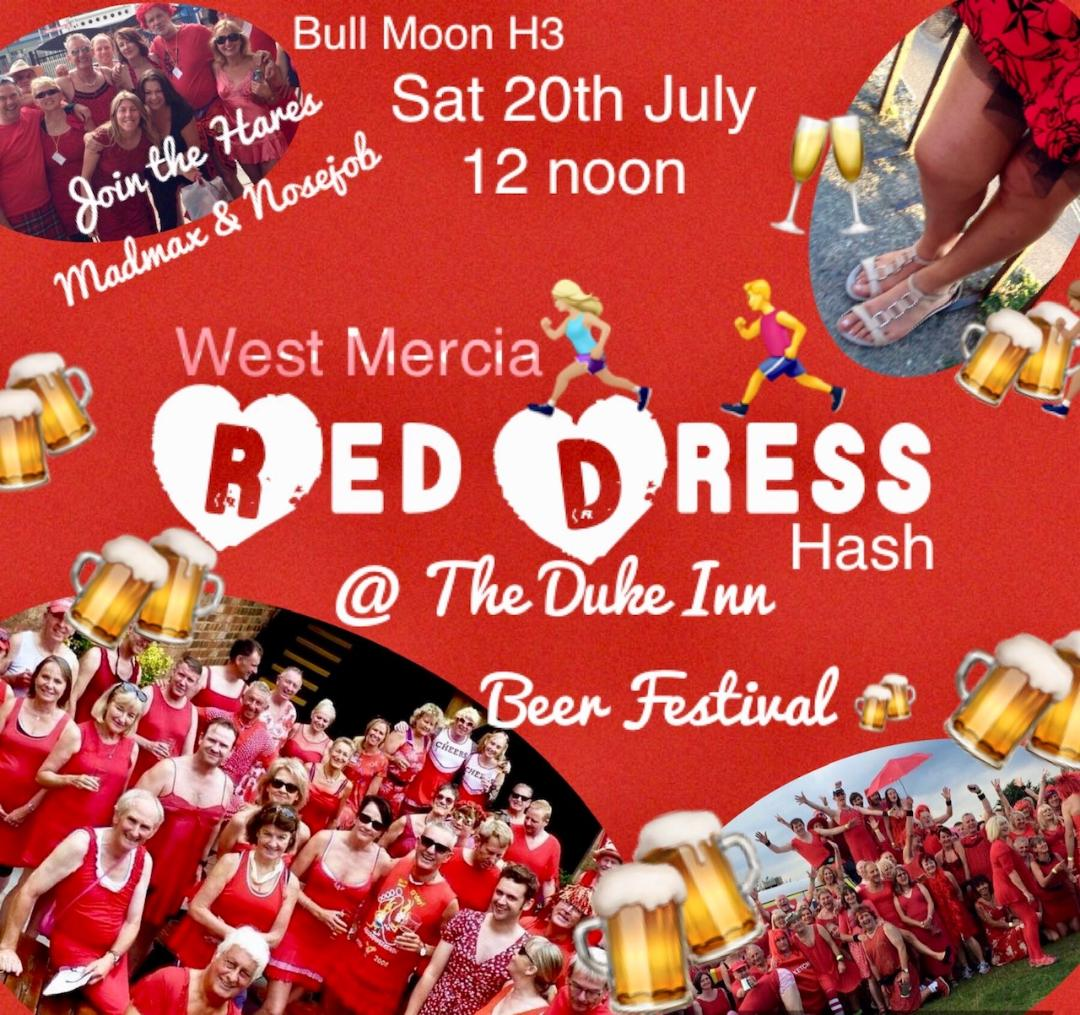 Bull Moon H3
Sat 20th July
12 noon
Join the Hare's
Madmax & Nosejob
West Mercia
RED DRESS
Hash
@ The Duke Inn
Beer Festival
CHEERS